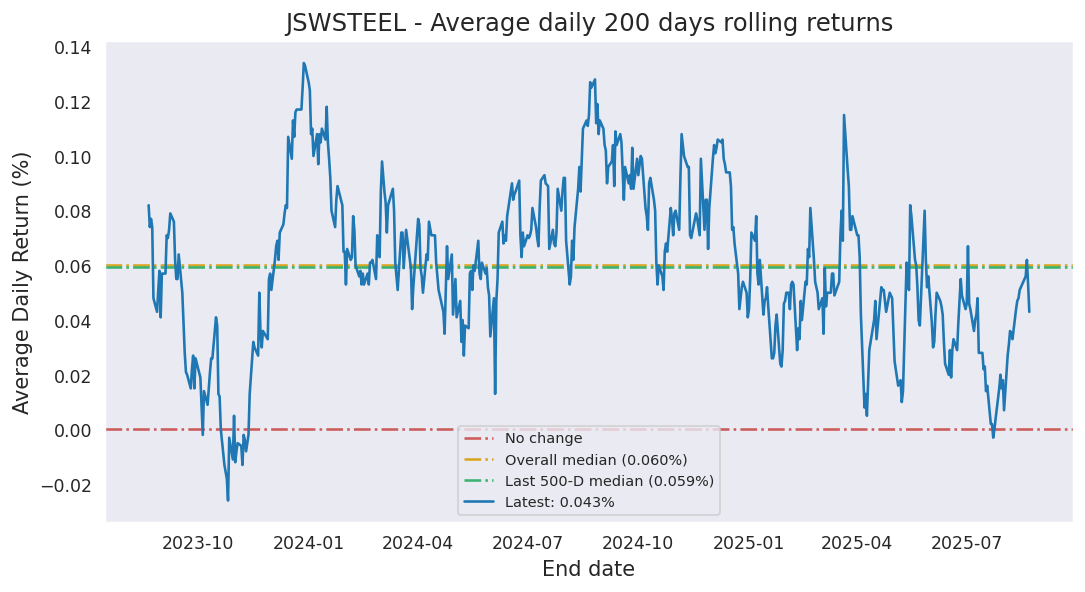 JSWSTEEL - Average daily 200 days rolling returns
Average Daily Return (%)
0.14
0.12
0.10
0.08
0.06
0.04
0.02
0.00
−0.02
No change
Overall median (0.060%)
Last 500-D median (0.059%)
Latest: 0.043%
2023-10 2024-01 2024-04 2024-07 2024-10 2025-01 2025-04 2025-07
End date